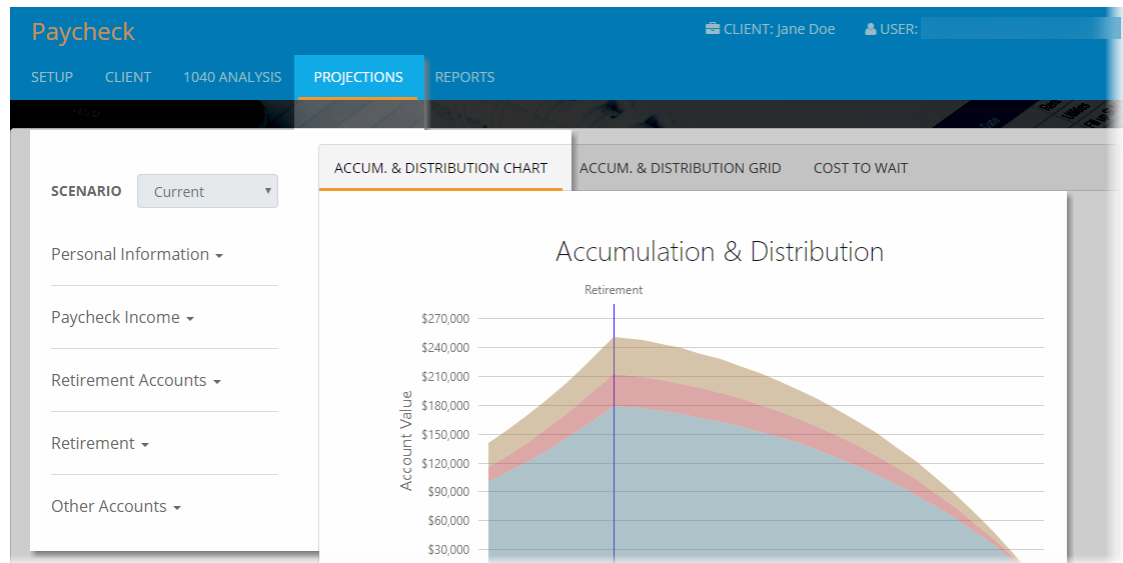 Paycheck
CLIENT: Jane Doe
USER:
SETUP
CLIENT
1040 ANALYSIS
PROJECTIONS
REPORTS
SCENARIO
Current
Personal Information
Paycheck Income
Retirement Accounts
Retirement
Other Accounts
ACCUM. & DISTRIBUTION CHART
ACCUM. & DISTRIBUTION GRID
COST TO WAIT
Accumulation & Distribution
Retirement
Account Value
$270,000
$240,000
$210,000
$180,000
$150,000
$120,000
$90,000
$60,000
$30,000